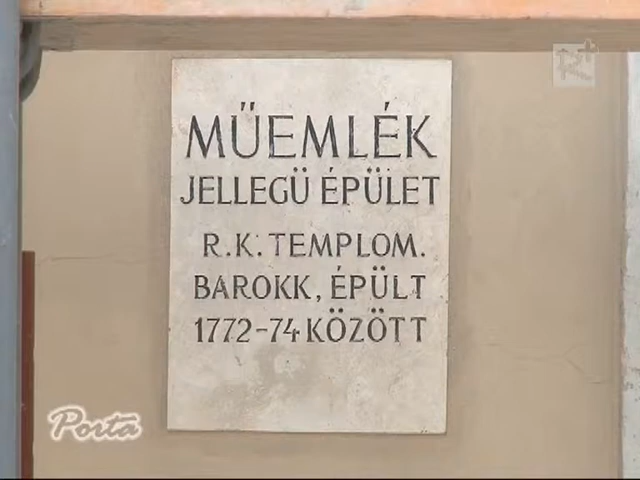 R+
MŰEMLÉK
JELLEGÜ ÉPÜLET
R.K. TEMPLOM.
BAROKK, ÉPÜLT
1772-74 KÖZÖTT
Porta